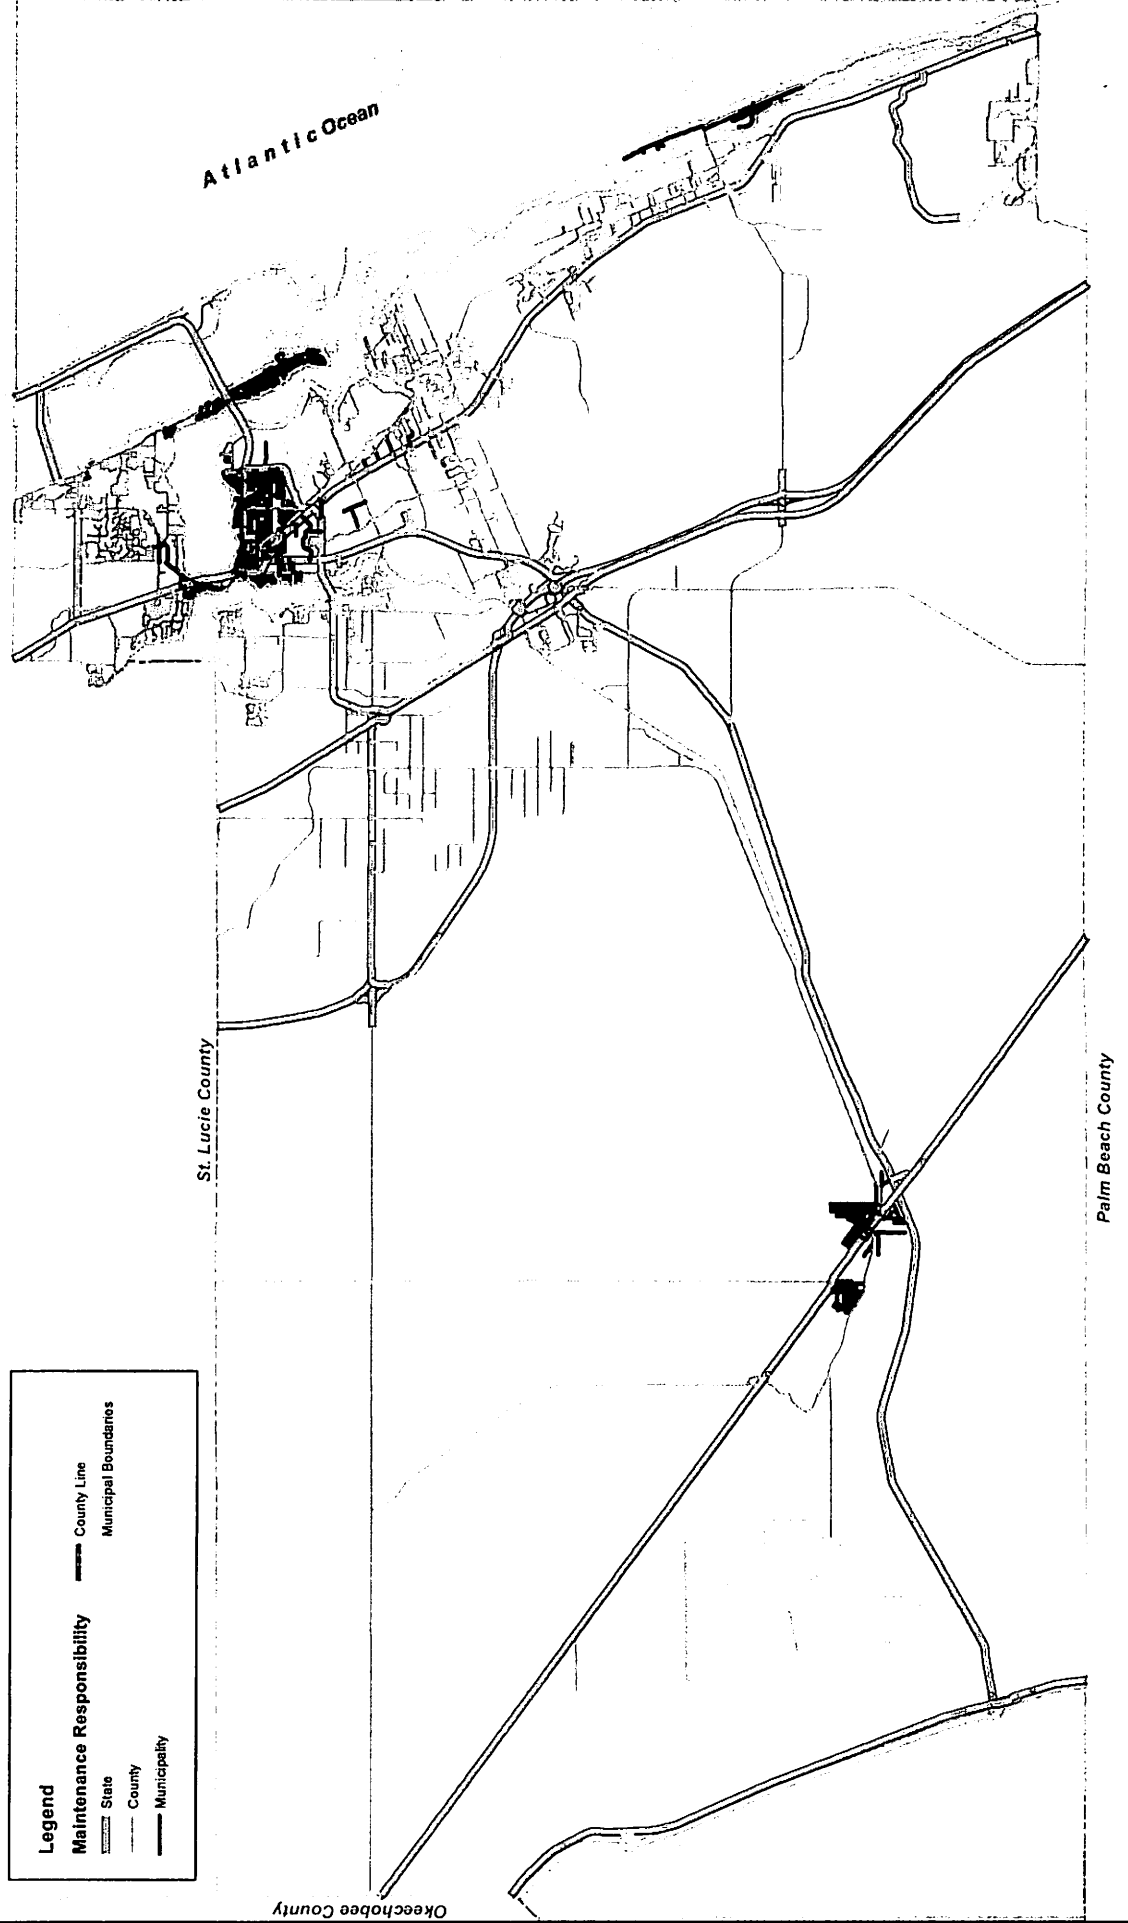 Atlantic Ocean
St. Lucie County
Palm Beach County
Okeechobee County
Legend
Maintenance Responsibility
State
County
Municipality
County Line
Municipal Boundaries